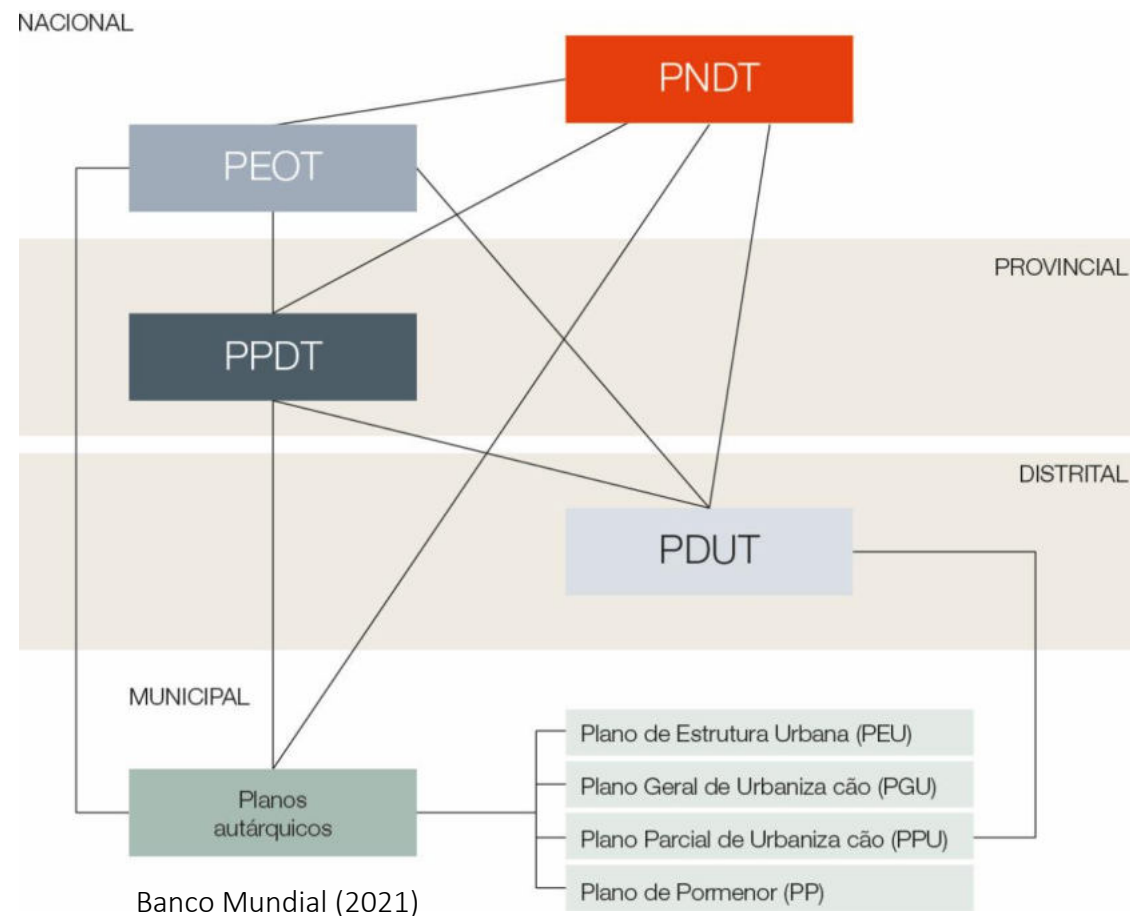 NACIONAL
PNDT
PEOT
PROVINCIAL
PPDT
DISTRITAL
PDUT
MUNICIPAL
Plano de Estrutura Urbana (PEU)
Plano Geral de Urbaniza cão (PGU)
Planos
autárquicos
Plano Parcial de Urbaniza cão (PPU)
Plano de Pormenor (PP)
Banco Mundial (2021)